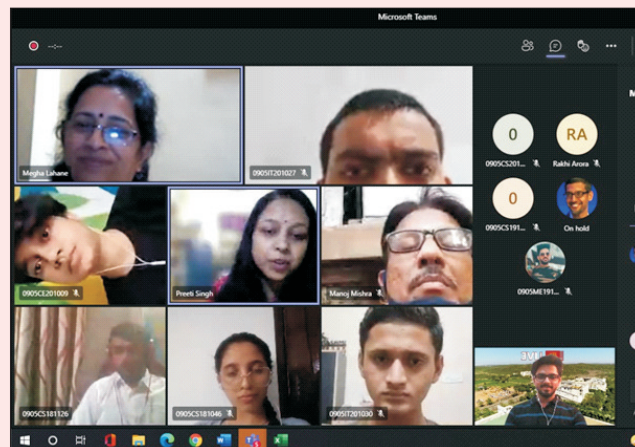 Microsoft Teams
--:--
Megha Lahane
0905IT201027
0905CS201...
RA
Rakhi Arora
0905CE201009
Preeti Singh
Manoj Mishra
0905CS191...
On hold
0905ME191...
0905CS181126
0905CS181046
0905IT201030
0
0
M